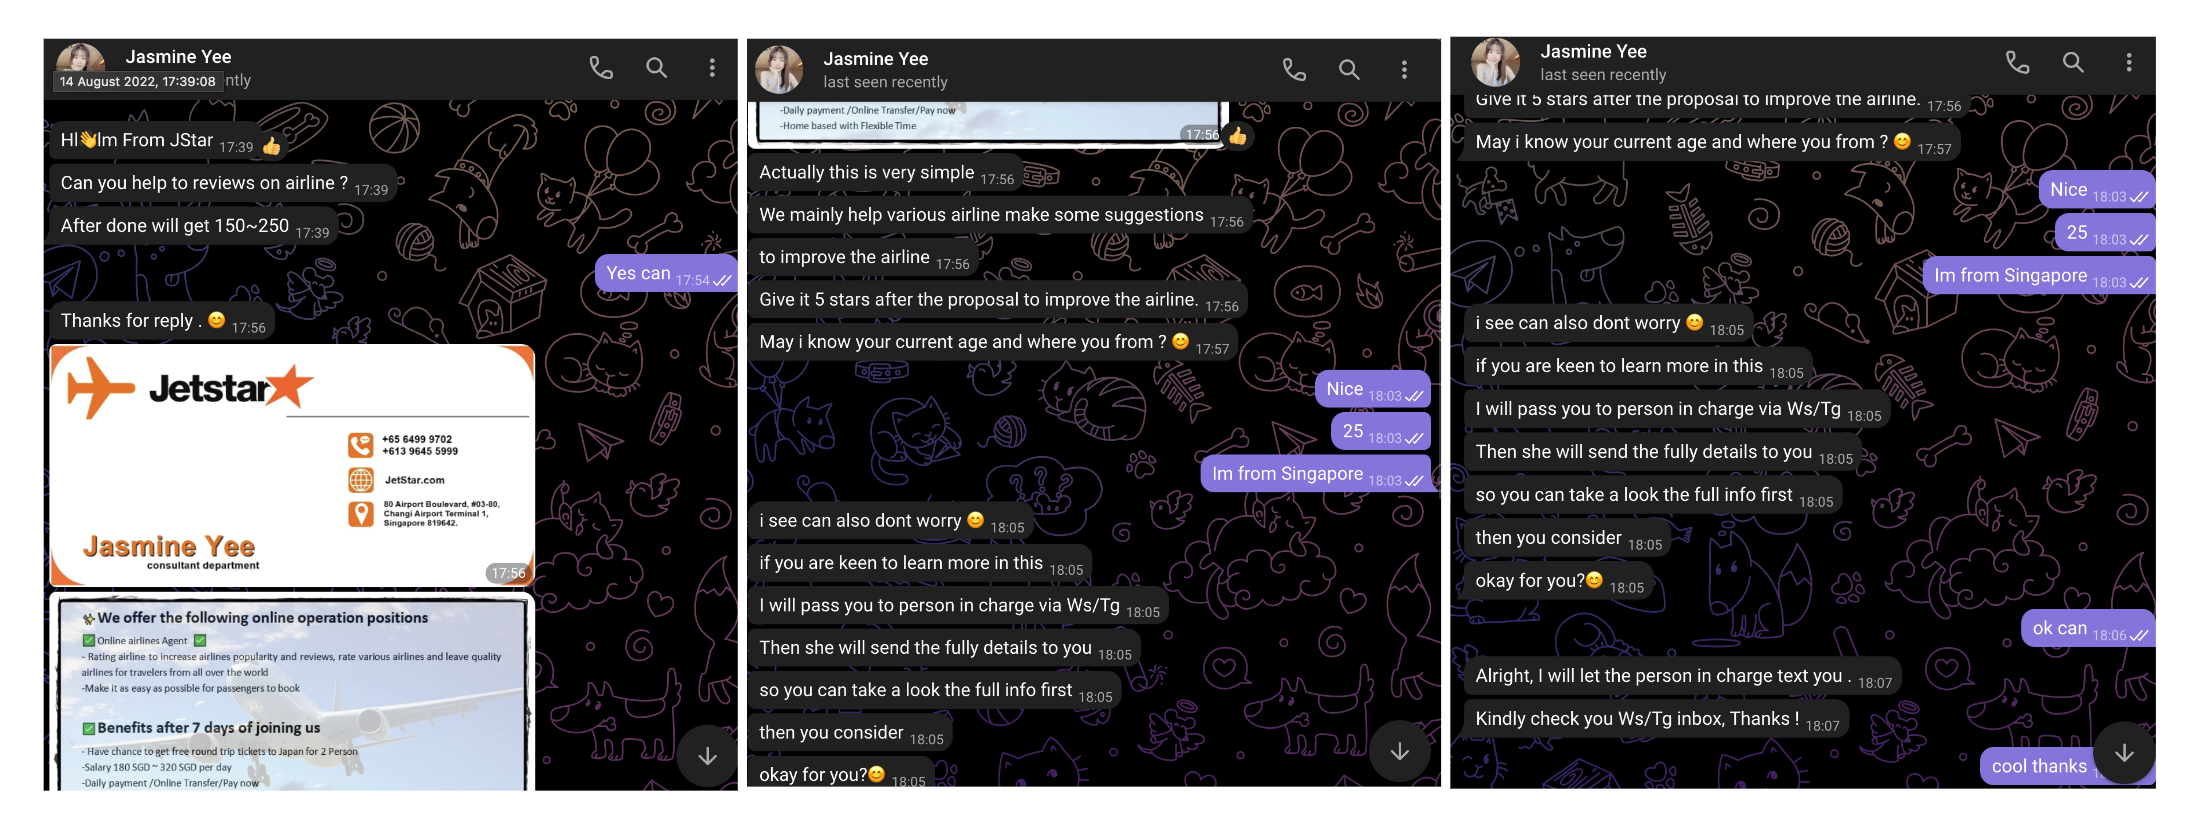 Jasmine Yee
14 August 2022, 17:39:08
ntly
HI👋Im From JStar 17:39 👍
Can you help to reviews on airline ? 17:39
After done will get 150~250 17:39
Yes can 17:54
Thanks for reply . 😊 17:56
Jetstar
+65 6499 9702
+613 9645 5999
JetStar.com
80 Airport Boulevard, #03-80,
Changi Airport Terminal 1,
Singapore 819642.
Jasmine Yee
consultant department
17:56
✨We offer the following online operation positions
✅ Online airlines Agent ✅
- Rating airline to increase airlines popularity and reviews, rate various airlines and leave quality
airlines for travelers from all over the world
-Make it as easy as possible for passengers to book
✅Benefits after 7 days of joining us
- Have chance to get free round trip tickets to Japan for 2 Person
-Salary 180 SGD ~ 320 SGD per day
-Daily payment /Online Transfer/Pay now
Jasmine Yee
last seen recently
-Daily payment /Online Transfer/Pay now
-Home based with Flexible Time
17:56 👍
Actually this is very simple 17:56
We mainly help various airline make some suggestions 17:56
to improve the airline 17:56
Give it 5 stars after the proposal to improve the airline. 17:56
May i know your current age and where you from ? 😊 17:57
Nice 18:03
25 18:03
Im from Singapore 18:03
i see can also dont worry 😊 18:05
if you are keen to learn more in this 18:05
I will pass you to person in charge via Ws/Tg 18:05
Then she will send the fully details to you 18:05
so you can take a look the full info first 18:05
then you consider 18:05
okay for you?😊 18:05
Jasmine Yee
last seen recently
Give it 5 stars after the proposal to improve the airline. 17:56
May i know your current age and where you from ? 😊 17:57
Nice 18:03
25 18:03
Im from Singapore 18:03
i see can also dont worry 😊 18:05
if you are keen to learn more in this 18:05
I will pass you to person in charge via Ws/Tg 18:05
Then she will send the fully details to you 18:05
so you can take a look the full info first 18:05
then you consider 18:05
okay for you?😊 18:05
ok can 18:06
Alright, I will let the person in charge text you . 18:07
Kindly check you Ws/Tg inbox, Thanks ! 18:07
cool thanks